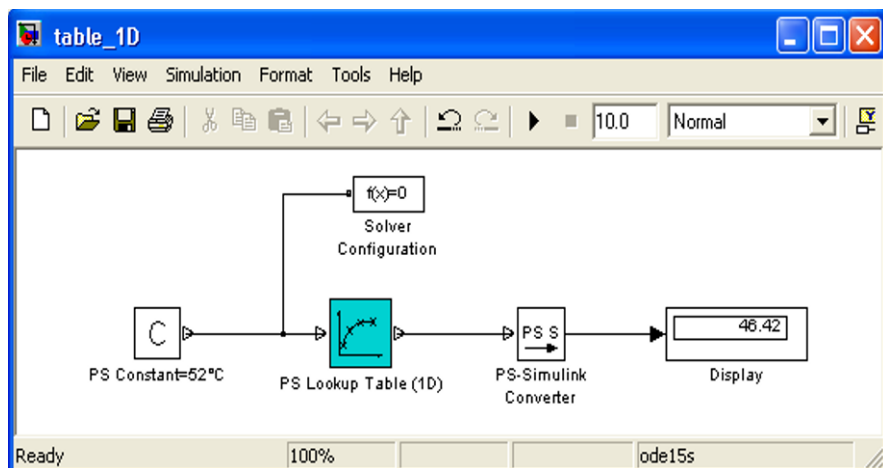 table_1D
File Edit View Simulation Format Tools Help
10.0 Normal
f(x)=0
Solver
Configuration
C
PS S
46.42
PS Constant=52°C
PS Lookup Table (1D)
PS-Simulink
Converter
Display
Ready 100% ode15s